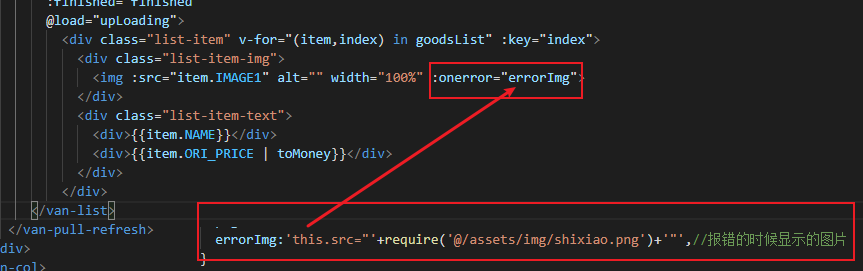 :finished="finished"
@load="upLoading">
<div class="list-item" v-for="(item,index) in goodsList" :key="index">
<div class="list-item-img">
<img :src="item.IMAGE1" alt="" width="100%" :onerror="errorImg">
</div>
<div class="list-item-text">
<div>{{item.NAME}}</div>
<div>{{item.ORI_PRICE | toMoney}}</div>
</div>
</div>
</van-list>
</van-pull-refresh>
errorImg:'this.src="'+require('@/assets/img/shixiao.png')+'"',//报错的时候显示的图片
div>
}
n-col>